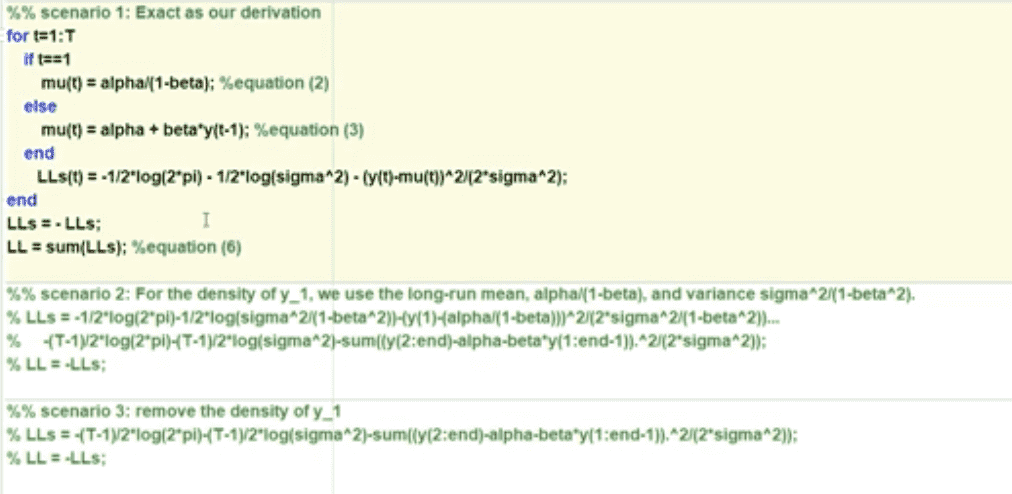 %% scenario 1: Exact as our derivation
for t=1:T
if t==1
mu(t) = alpha/(1-beta); %equation (2)
else
mu(t) = alpha + beta*y(t-1); %equation (3)
end
LLs(t) = -1/2*log(2*pi) - 1/2*log(sigma^2) - (y(t)-mu(t))^2/(2*sigma^2);
end
LLs = - LLs;
LL = sum(LLs); %equation (6)
%% scenario 2: For the density of y_1, we use the long-run mean, alpha/(1-beta), and variance sigma^2/(1-beta^2).
% LLs = -1/2*log(2*pi)-1/2*log(sigma^2/(1-beta^2))-(y(1)-(alpha/(1-beta)))^2/(2*sigma^2/(1-beta^2))...
% -(T-1)/2*log(2*pi)-(T-1)/2*log(sigma^2)-sum((y(2:end)-alpha-beta*y(1:end-1)).^2/(2*sigma^2));
% LL = -LLs;
%% scenario 3: remove the density of y_1
% LLs = -(T-1)/2*log(2*pi)-(T-1)/2*log(sigma^2)-sum((y(2:end)-alpha-beta*y(1:end-1)).^2/(2*sigma^2));
% LL = -LLs;